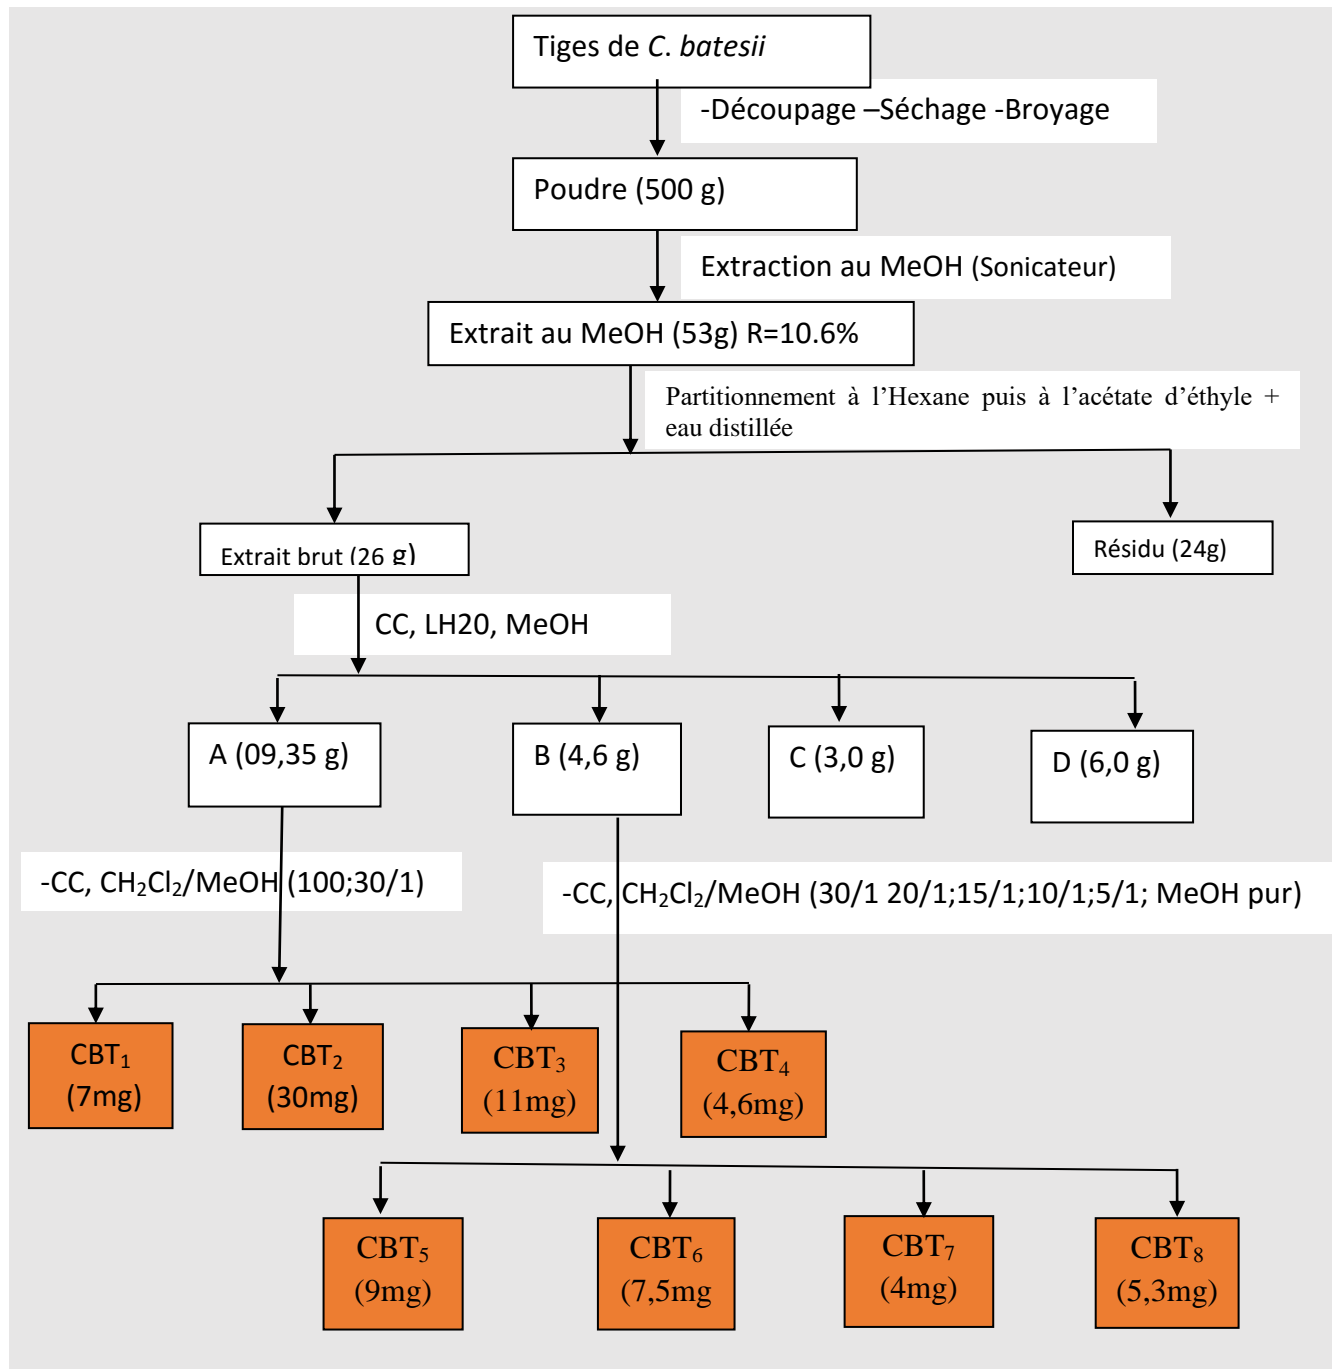 Tiges de C. batesii
-Découpage –Séchage -Broyage
Poudre (500 g)
Extraction au MeOH (Sonicateur)
Extrait au MeOH (53g) R=10.6%
Partitionnement à l’Hexane puis à l’acétate d’éthyle +
eau distillée
Extrait brut (26 g)
Résidu (24g)
CC, LH20, MeOH
A (09,35 g)
B (4,6 g)
C (3,0 g)
D (6,0 g)
-CC, CH₂Cl₂/MeOH (100;30/1)
-CC, CH₂Cl₂/MeOH (30/1 20/1;15/1;10/1;5/1; MeOH pur)
CBT₁
(7mg)
CBT₂
(30mg)
CBT₃
(11mg)
CBT₄
(4,6mg)
CBT₅
(9mg)
CBT₆
(7,5mg
CBT₇
(4mg)
CBT₈
(5,3mg)